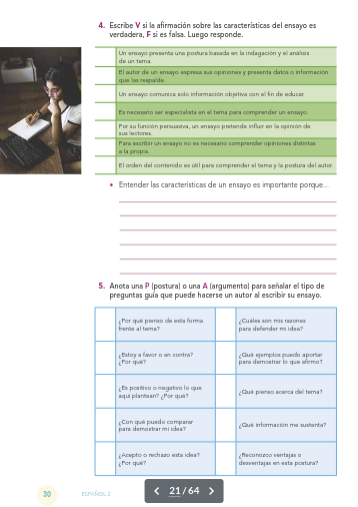 4. Escribe V si la afirmación sobre las características del ensayo es
verdadera, F si es falsa. Luego responde.
Un ensayo presenta una postura basada en la indagación y el análisis
de un tema.
El autor de un ensayo expresa sus opiniones y presenta datos o información
que las respalde.
Un ensayo comunica solo información objetiva con el fin de educar.
Es necesario ser especialista en el tema para comprender un ensayo.
Por su función persuasiva, un ensayo pretende influir en la opinión de
sus lectores.
Para escribir un ensayo no es necesario comprender opiniones distintas
a la propia.
El orden del contenido es útil para comprender el tema y la postura del autor.
• Entender las características de un ensayo es importante porque...
5. Anota una P (postura) o una A (argumento) para señalar el tipo de
preguntas guía que puede hacerse un autor al escribir su ensayo.
¿Por qué pienso de esta forma
frente al tema?
¿Cuáles son mis razones
para defender mi idea?
¿Estoy a favor o en contra?
¿Por qué?
¿Qué ejemplos puedo aportar
para demostrar lo que afirmo?
¿Es positivo o negativo lo que
aquí plantean? ¿Por qué?
¿Qué pienso acerca del tema?
¿Con qué puedo comparar
para demostrar mi idea?
¿Qué información me sustenta?
¿Acepto o rechazo esta idea?
¿Por qué?
¿Reconozco ventajas o
desventajas en esta postura?
30
ESPAÑOL 2
21 / 64